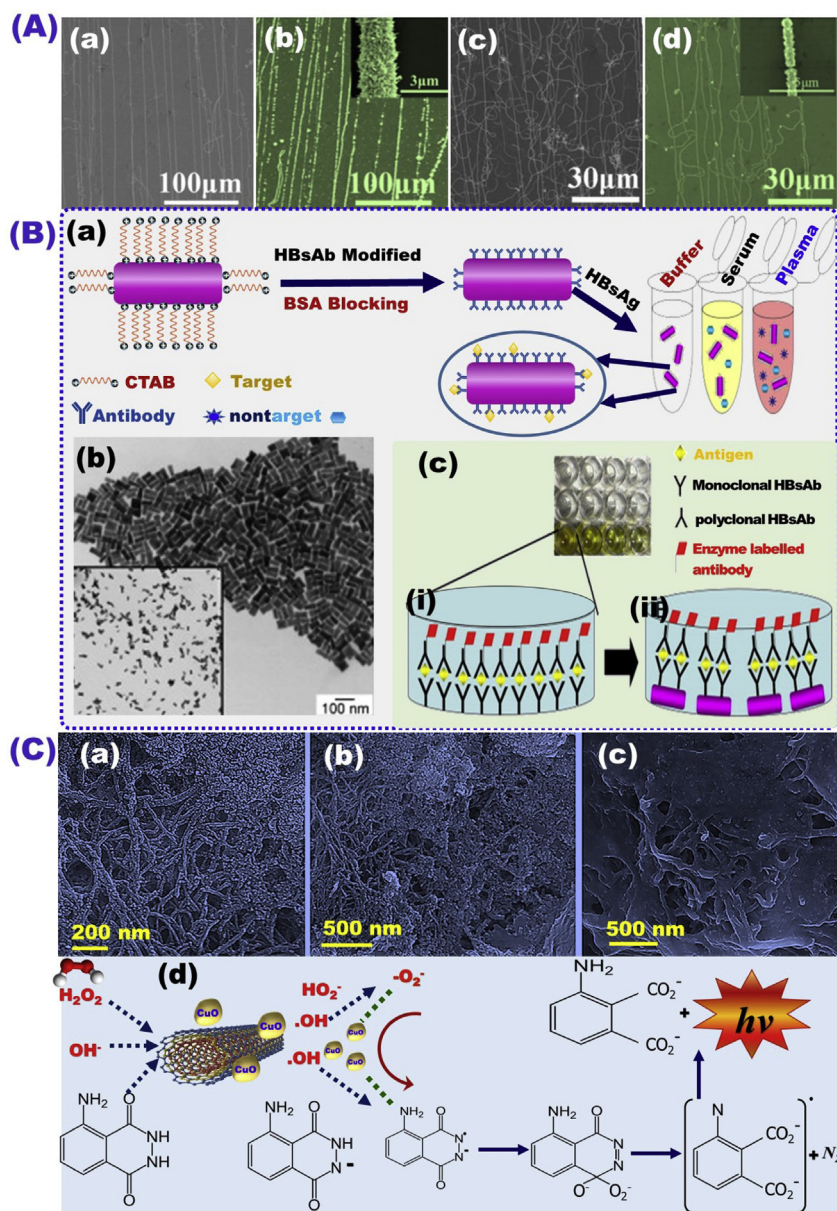 (A)
(a)
(b)
(c)
(d)
3µm
100µm
100µm
30µm
30µm
(B)
(a)
HBsAb Modified
BSA Blocking
HBsAg
Buffer
Serum
Plasma
CTAB
Target
Antibody
nontarget
(b)
100 nm
(c)
Antigen
Monoclonal HBsAb
polyclonal HBsAb
Enzyme labelled
antibody
(i)
(ii)
(C)
(a)
(b)
(c)
200 nm
500 nm
500 nm
(d)
H2O2
OH-
CuO
CuO
CuO
HO2-
.OH
.OH
-O2-
CuO
CuO
CuO
NH2
CO2-
CO2-
+
hv
NH2
O
NH
NH
O
NH2
O
NH
N-
O
NH2
O
N•
N-
O
NH2
O
N
N
O-
O2-
N
CO2-
CO2-
•
+ N2